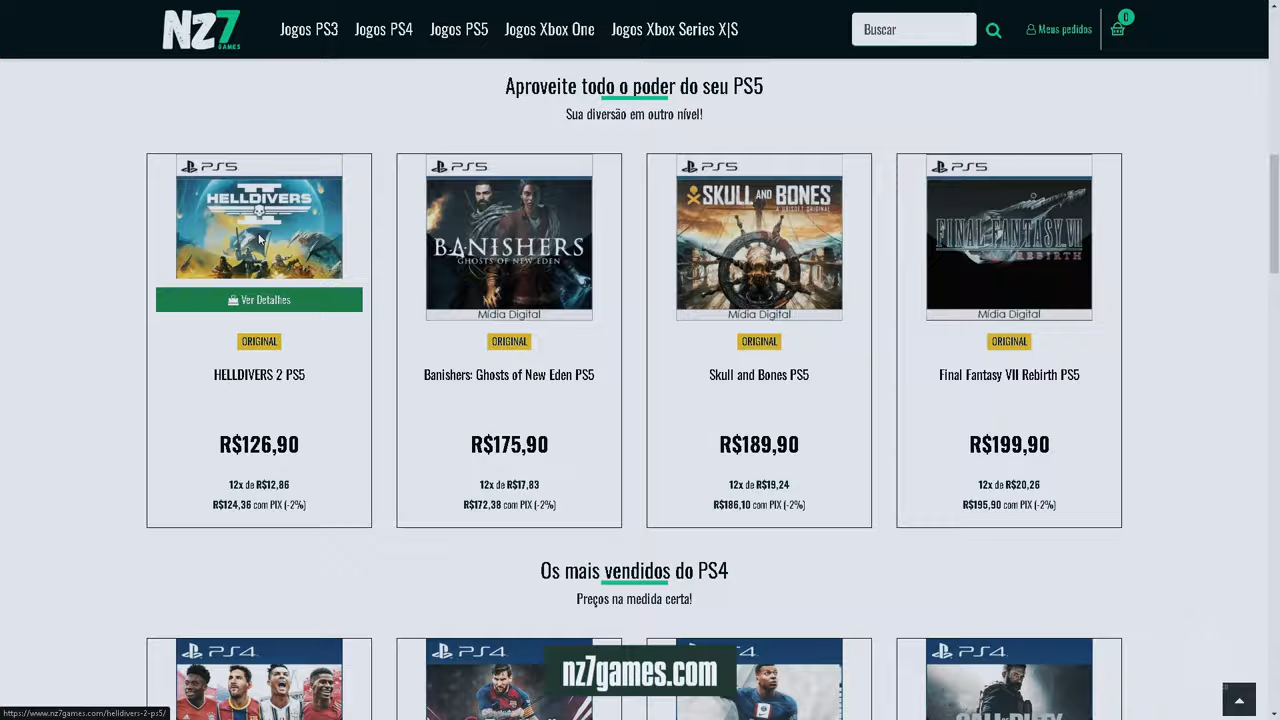 NZ7
GAMES
Jogos PS3
Jogos PS4
Jogos PS5
Jogos Xbox One
Jogos Xbox Series X|S
Buscar
Meus pedidos
0
Aproveite todo o poder do seu PS5
Sua diversão em outro nível!
PS5
HELLDIVERS
II
Ver Detalhes
ORIGINAL
HELLDIVERS 2 PS5
R$126,90
12x de R$12,86
R$124,36 com PIX (-2%)
PS5
BANISHERS
GHOSTS OF NEW EDEN
Mídia Digital
ORIGINAL
Banishers: Ghosts of New Eden PS5
R$175,90
12x de R$17,83
R$172,38 com PIX (-2%)
PS5
SKULL AND BONES
A UBISOFT ORIGINAL
Mídia Digital
ORIGINAL
Skull and Bones PS5
R$189,90
12x de R$19,24
R$186,10 com PIX (-2%)
PS5
FINAL FANTASY VII
REBIRTH
Mídia Digital
ORIGINAL
Final Fantasy VII Rebirth PS5
R$199,90
12x de R$20,26
R$195,90 com PIX (-2%)
Os mais vendidos do PS4
Preços na medida certa!
PS4
PS4
PS4
PS4
nz7games.com
https://www.nz7games.com/helldivers-2-ps5/